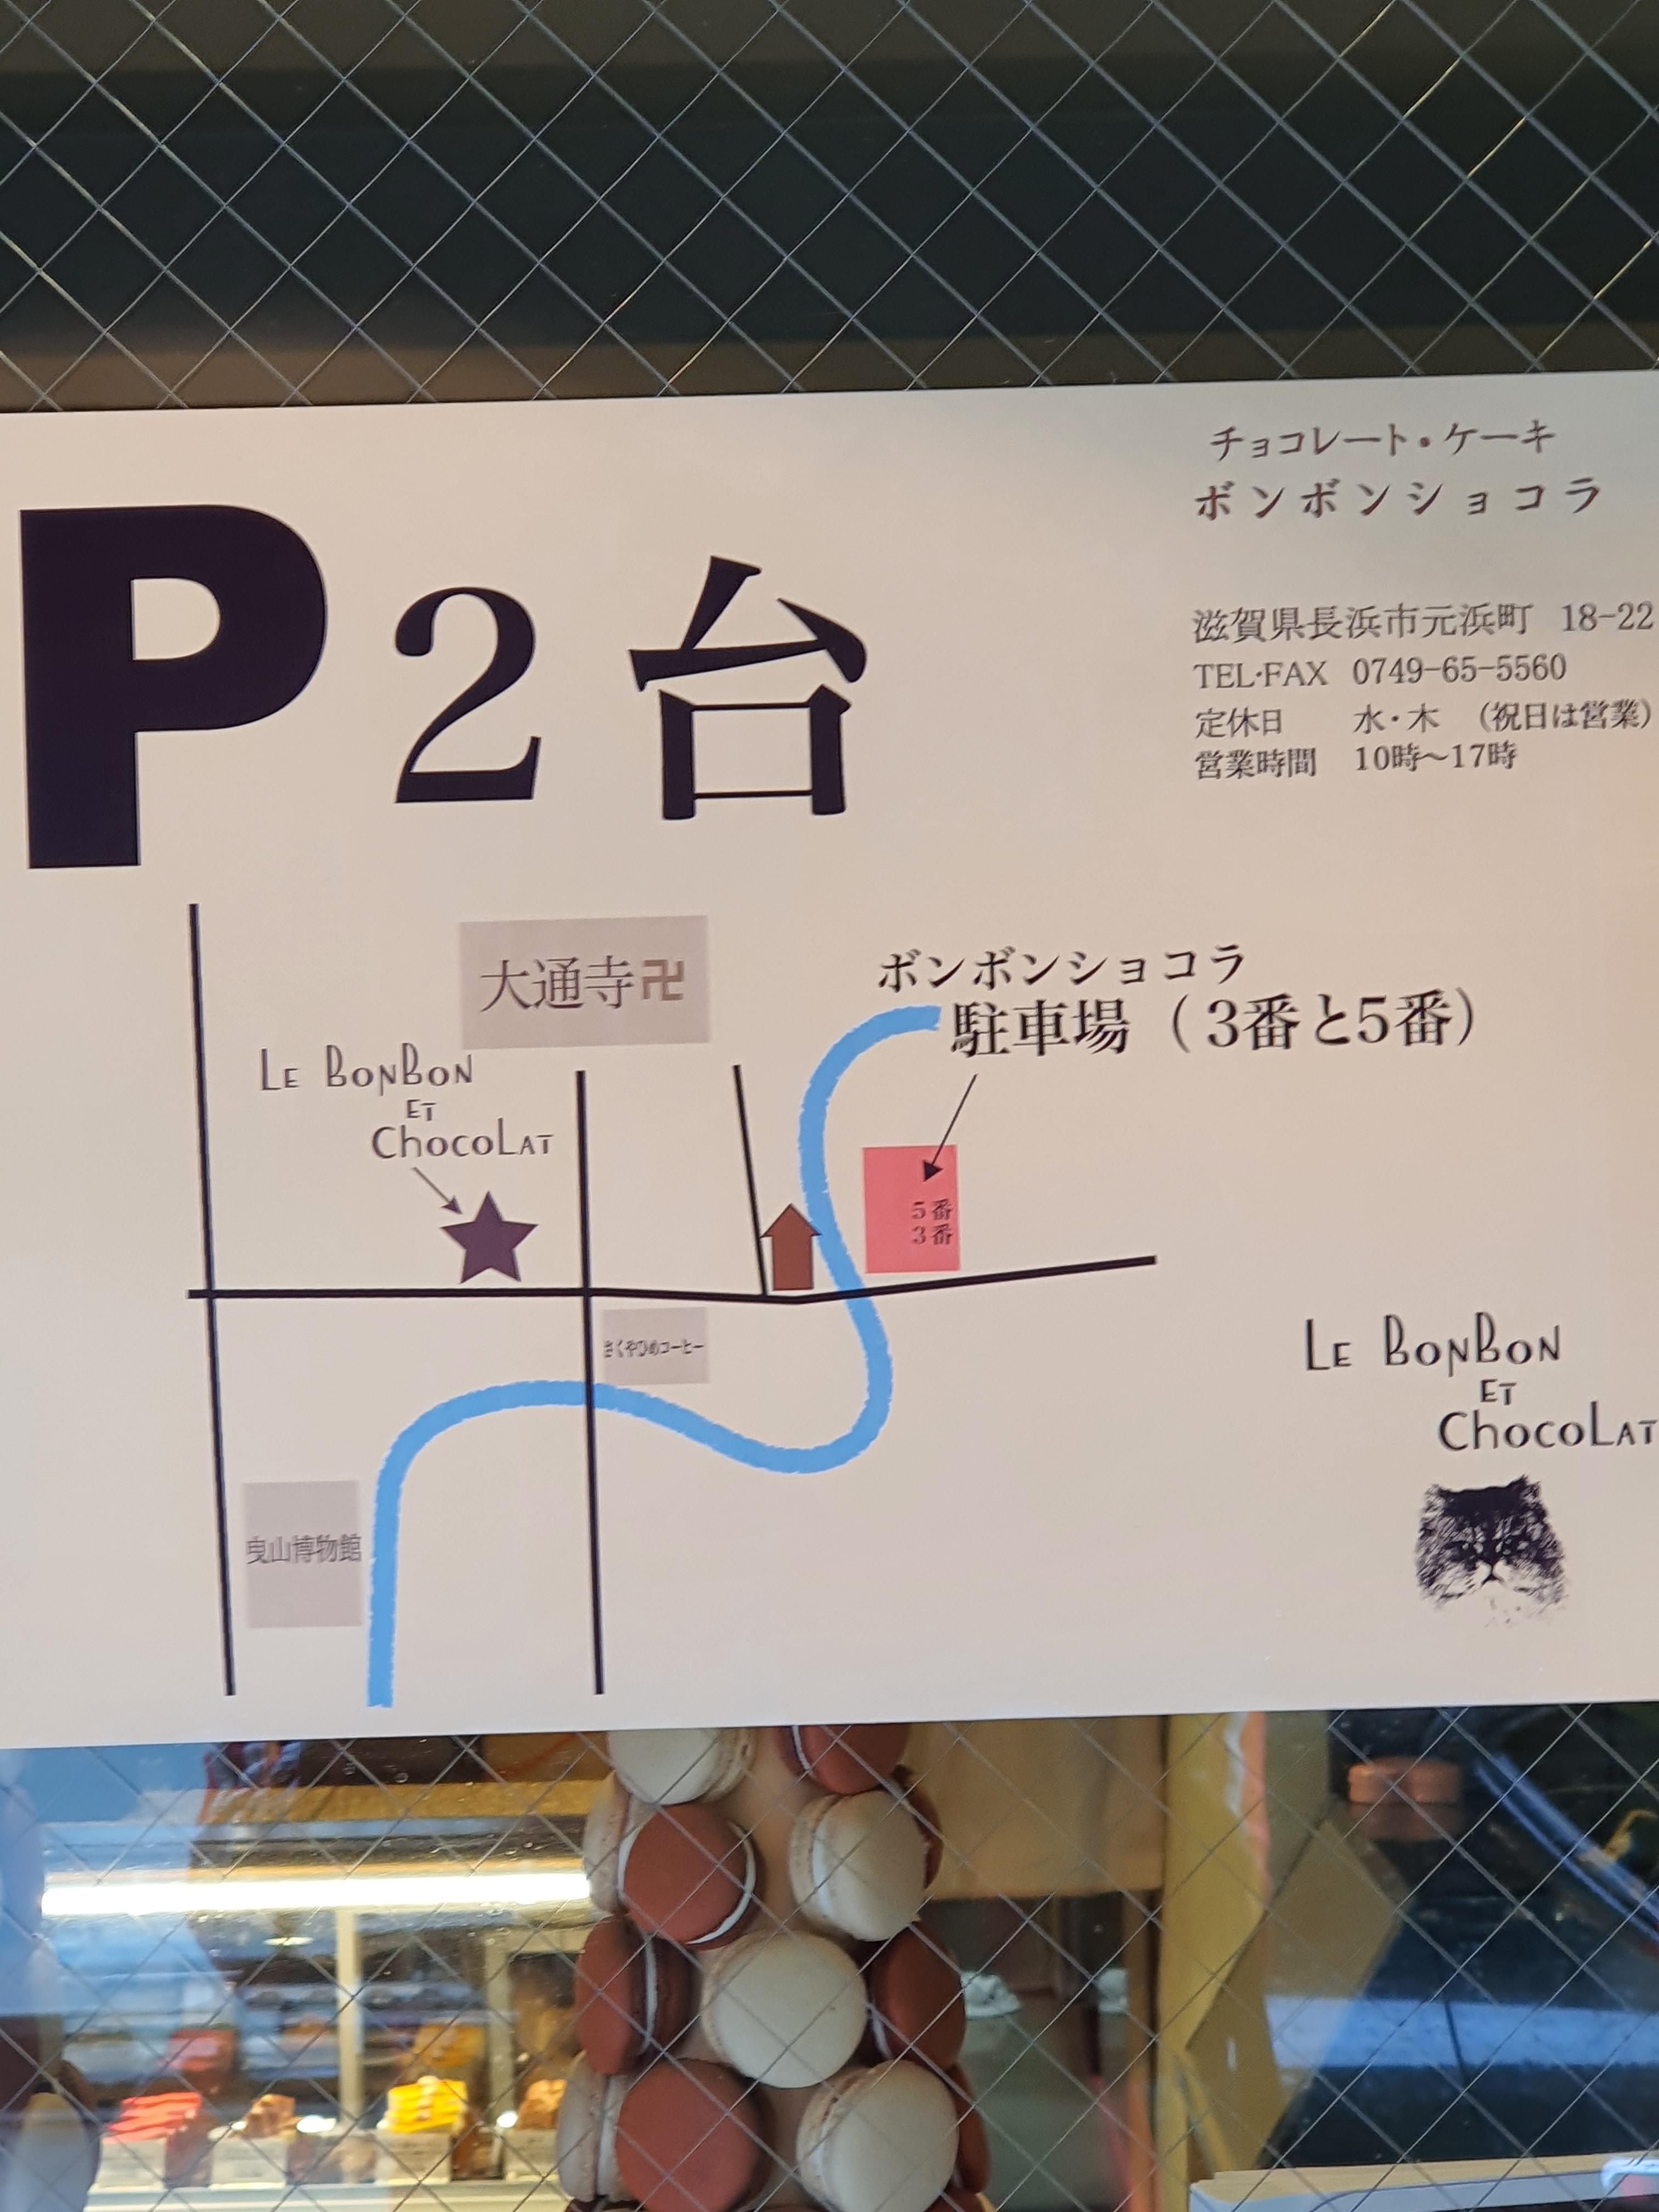 チョコレート・ケーキ
ボンボンショコラ
P 2台
滋賀県長浜市元浜町 18-22
TEL·FAX 0749-65-5560
定休日 水・木 (祝日は営業)
営業時間 10時〜17時
大通寺卍
ボンボンショコラ
駐車場(3番と5番)
LE BONBON
ET
CHOCOLAT
5番
3番
さくやひめコーヒー
曳山博物館
LE BONBON
ET
CHOCOLAT